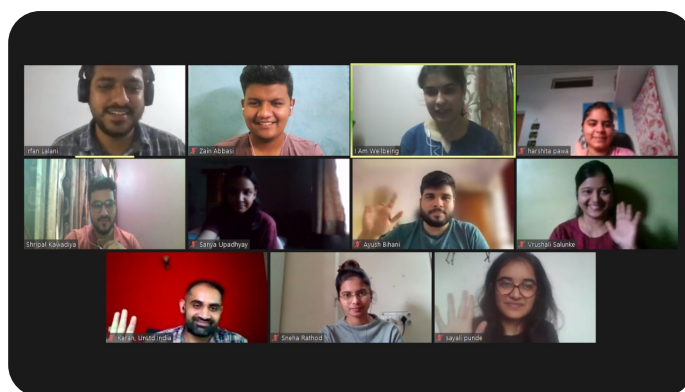 Irfan Lalani
Zain Abbasi
I Am Wellbeing
harshita pawa
Shripal Kawadiya
Sanya Upadhyay
Ayush Bihani
Vrushali Salunke
Karan, Unltd India
Sneha Rathod
sayali punde